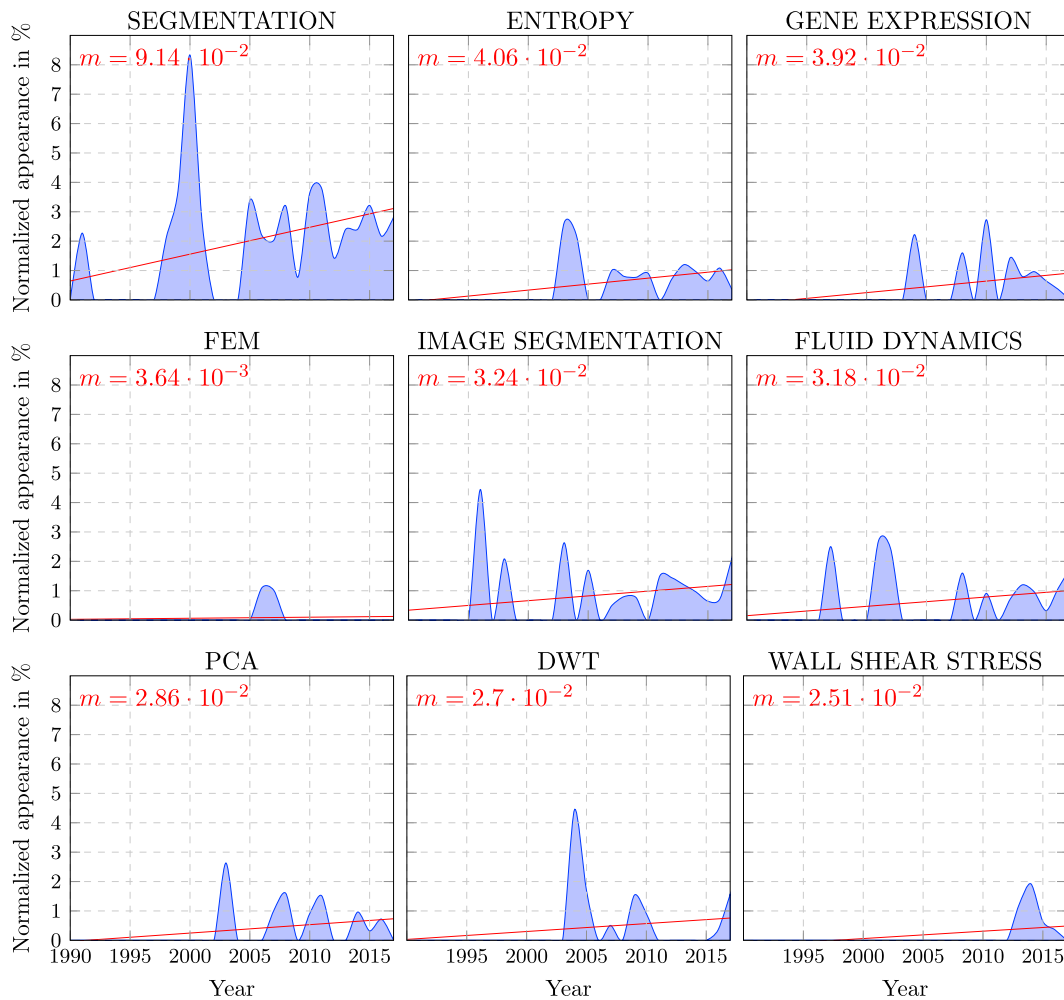 SEGMENTATION ENTROPY GENE EXPRESSION
Normalized appearance in %
m = 9.14 · 10⁻² m = 4.06 · 10⁻² m = 3.92 · 10⁻²
8
7
6
5
4
3
2
1
0
FEM IMAGE SEGMENTATION FLUID DYNAMICS
Normalized appearance in %
m = 3.64 · 10⁻³ m = 3.24 · 10⁻² m = 3.18 · 10⁻²
8
7
6
5
4
3
2
1
0
PCA DWT WALL SHEAR STRESS
Normalized appearance in %
m = 2.86 · 10⁻² m = 2.7 · 10⁻² m = 2.51 · 10⁻²
8
7
6
5
4
3
2
1
0
1990 1995 2000 2005 2010 2015 1995 2000 2005 2010 2015 1995 2000 2005 2010 2015
Year Year Year